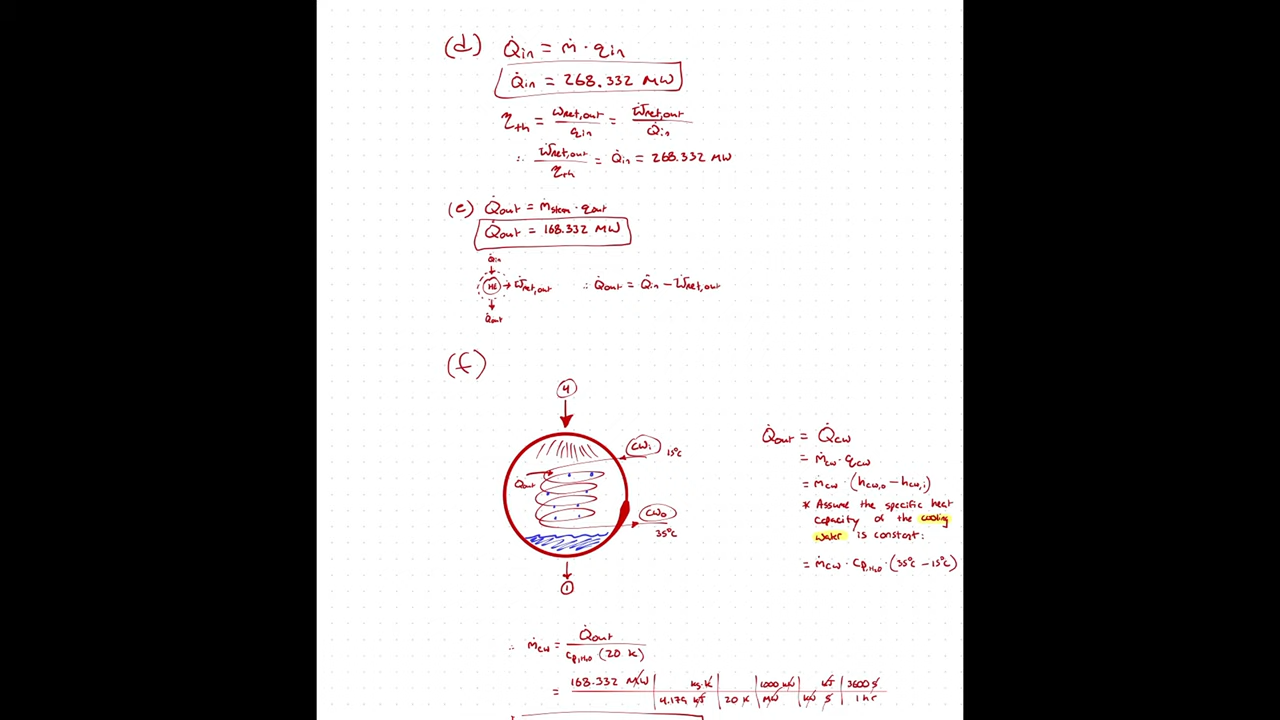 (d) Q̇in = ṁ · qin
Q̇in = 268.332 MW
ηth = wnet,out / qin = Ẇnet,out / Q̇in
∴ Ẇnet,out / ηth = Q̇in = 268.332 MW
(e) Q̇out = ṁsteam · qout
Q̇out = 168.332 MW
Q̇in
HE → Ẇnet,out ∴ Q̇out = Q̇in − Ẇnet,out
Q̇out
(f)
4
CWi 15°C
Q̇out
CWo
35°C
1
Q̇out = Q̇cw
= ṁcw · qcw
= ṁcw · (hcw,o − hcw,i)
* Assume the specific heat
capacity of the cooling
water is constant:
= ṁcw · cp,H2O · (35°C − 15°C)
∴ ṁcw = Q̇out / cp,H2O (20 K)
= 168.332 MW | kg·K | | 1000 kW | kJ | 3600 s
4.179 kJ | 20 K | MW | kW s | 1 hr